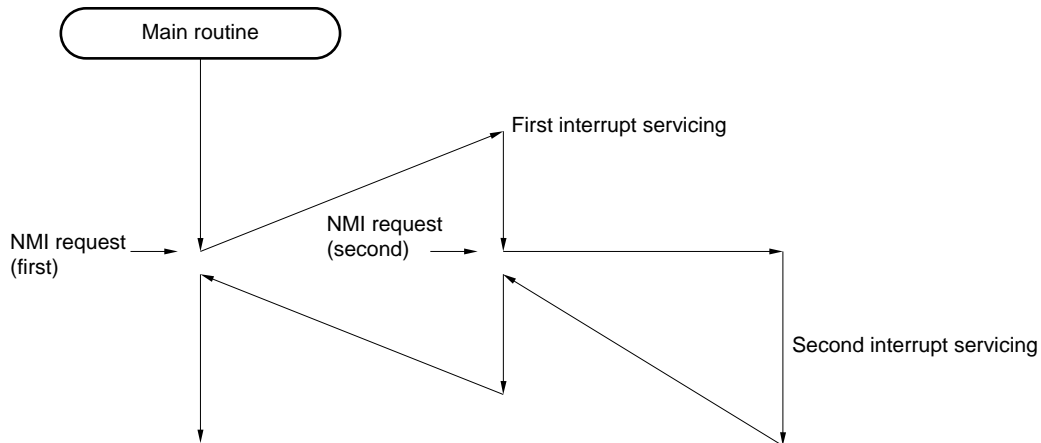 Main routine
First interrupt servicing
NMI request
(first)
NMI request
(second)
Second interrupt servicing